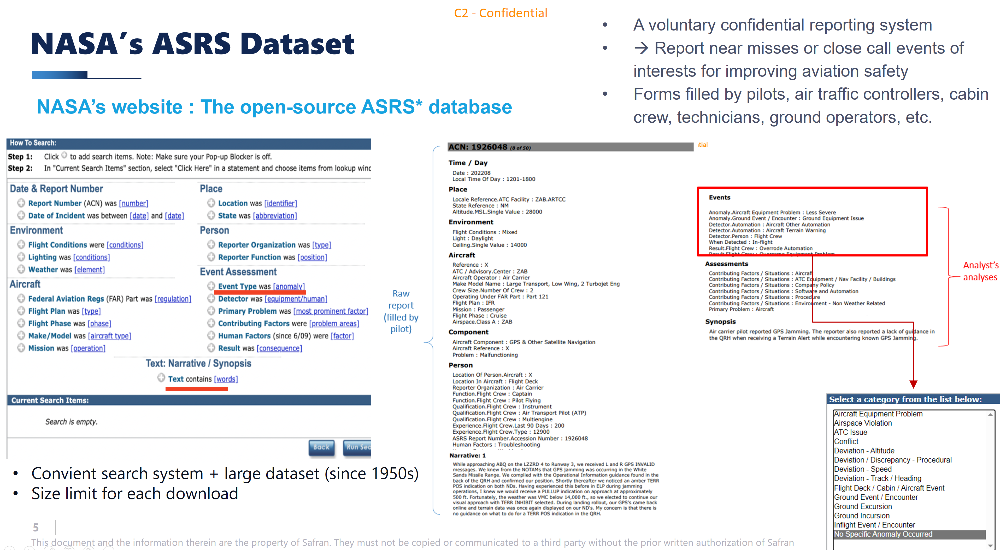 C2 - Confidential
NASA’s ASRS Dataset
NASA’s website : The open-source ASRS* database
• A voluntary confidential reporting system
• → Report near misses or close call events of
interests for improving aviation safety
• Forms filled by pilots, air traffic controllers, cabin
crew, technicians, ground operators, etc.
How To Search:
Step 1: Click to add search items. Note: Make sure your Pop-up Blocker is off.
Step 2: In "Current Search Items" section, select "Click Here" in a statement and choose items from lookup wind
Date & Report Number
Report Number (ACN) was [number]
Date of Incident was between [date] and [date]
Environment
Flight Conditions were [conditions]
Lighting was [conditions]
Weather was [element]
Aircraft
Federal Aviation Regs (FAR) Part was [regulation]
Flight Plan was [type]
Flight Phase was [phase]
Make/Model was [aircraft type]
Mission was [operation]
Place
Location was [identifier]
State was [abbreviation]
Person
Reporter Organization was [type]
Reporter Function was [position]
Event Assessment
Event Type was [anomaly]
Detector was [equipment/human]
Primary Problem was [most prominent factor]
Contributing Factors were [problem areas]
Human Factors (since 6/09) were [factor]
Result was [consequence]
Text: Narrative / Synopsis
Text contains [words]
Current Search Items:
Search is empty.
Back
Run Sea
• Convient search system + large dataset (since 1950s)
• Size limit for each download
Raw
report
(filled by
pilot)
ACN: 1926048 (8 of 50)
tial
Time / Day
Date : 202208
Local Time Of Day : 1201-1800
Place
Locale Reference.ATC Facility : ZAB.ARTCC
State Reference : NM
Altitude.MSL.Single Value : 28000
Environment
Flight Conditions : Mixed
Light : Daylight
Ceiling.Single Value : 14000
Aircraft
Reference : X
ATC / Advisory.Center : ZAB
Aircraft Operator : Air Carrier
Make Model Name : Large Transport, Low Wing, 2 Turbojet Eng
Crew Size.Number Of Crew : 2
Operating Under FAR Part : Part 121
Flight Plan : IFR
Mission : Passenger
Flight Phase : Cruise
Airspace.Class A : ZAB
Component
Aircraft Component : GPS & Other Satellite Navigation
Aircraft Reference : X
Problem : Malfunctioning
Person
Location Of Person.Aircraft : X
Location In Aircraft : Flight Deck
Reporter Organization : Air Carrier
Function.Flight Crew : Captain
Function.Flight Crew : Pilot Flying
Qualification.Flight Crew : Instrument
Qualification.Flight Crew : Air Transport Pilot (ATP)
Qualification.Flight Crew : Multiengine
Experience.Flight Crew.Last 90 Days : 200
Experience.Flight Crew.Type : 12900
ASRS Report Number.Accession Number : 1926048
Human Factors : Troubleshooting
Narrative: 1
While approaching ABQ on the LZZRD 4 to Runway 3, we received L and R GPS INVALID
messages. We knew from the NOTAMs that GPS jamming was occurring in the White
Sands Missile Range. We complied with the Operational Information guidance found in the
back of the QRH and confirmed our position. Shortly thereafter we noticed an amber TERR
POS indication on both NDs. Having experienced this before in ELP during jamming
operations, I knew we would receive a PULLUP indication on approach at approximately
500 ft. Fortunately, the weather was VMC below 14,000 ft., so we elected to continue our
visual approach with TERR INHIBIT selected. During landing rollout, our GPS's came back
online and terrain data was once again displayed on our ND's. My concern is that there is
no guidance on what to do for a TERR POS indication in the QRH.
Events
Anomaly.Aircraft Equipment Problem : Less Severe
Anomaly.Ground Event / Encounter : Ground Equipment Issue
Detector.Automation : Aircraft Other Automation
Detector.Automation : Aircraft Terrain Warning
Detector.Person : Flight Crew
When Detected : In-flight
Result.Flight Crew : Overrode Automation
Result.Flight Crew : Overcame Equipment Problem
Assessments
Contributing Factors / Situations : Aircraft
Contributing Factors / Situations : ATC Equipment / Nav Facility / Buildings
Contributing Factors / Situations : Company Policy
Contributing Factors / Situations : Software and Automation
Contributing Factors / Situations : Procedure
Contributing Factors / Situations : Environment - Non Weather Related
Primary Problem : Aircraft
Synopsis
Air carrier pilot reported GPS Jamming. The reporter also reported a lack of guidance in
the QRH when receiving a Terrain Alert while encountering known GPS Jamming.
Analyst’s
analyses
Select a category from the list below:
Aircraft Equipment Problem
Airspace Violation
ATC Issue
Conflict
Deviation - Altitude
Deviation / Discrepancy - Procedural
Deviation - Speed
Deviation - Track / Heading
Flight Deck / Cabin / Aircraft Event
Ground Event / Encounter
Ground Excursion
Ground Incursion
Inflight Event / Encounter
No Specific Anomaly Occurred
5
This document and the information therein are the property of Safran. They must not be copied or communicated to a third party without the prior written authorization of Safran